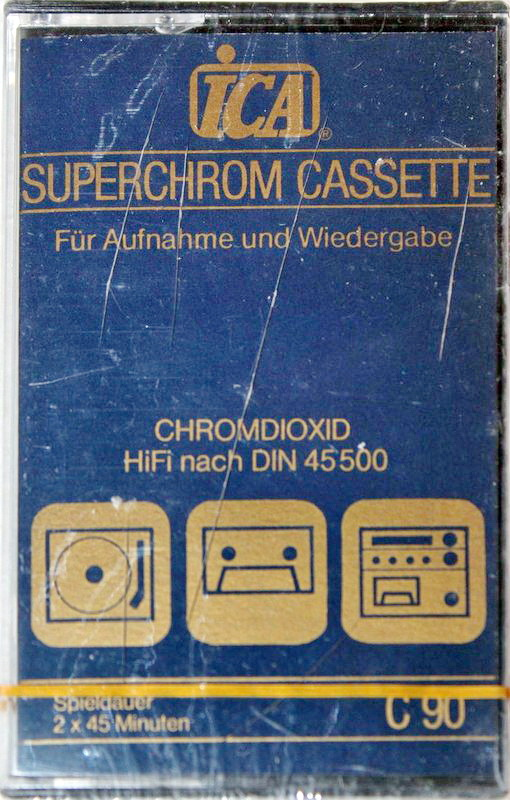 iCA®
SUPERCHROM CASSETTE
Für Aufnahme und Wiedergabe
CHROMDIOXID
HiFi nach DIN 45500
Spieldauer
2 x 45 Minuten
C 90